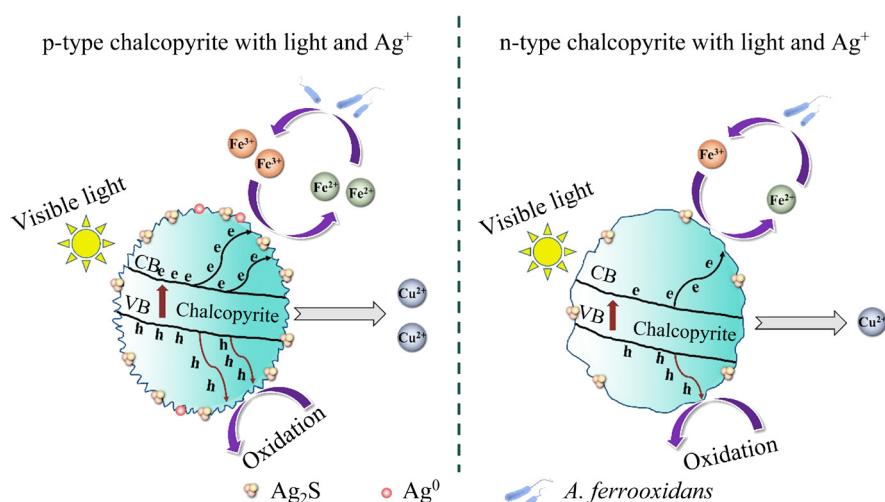 p-type chalcopyrite with light and Ag⁺
n-type chalcopyrite with light and Ag⁺
Fe³⁺
Fe³⁺
Fe²⁺
Fe²⁺
Visible light
e
e
e
e
e
e
e
e
CB
VB
Chalcopyrite
h
h
h
h
h
h
h
h
Cu²⁺
Cu²⁺
Oxidation
Fe³⁺
Fe²⁺
Visible light
CB
e
e
e
e
VB
Chalcopyrite
h
h
h
h
Cu²⁺
Oxidation
Ag₂S
Ag⁰
A. ferrooxidans